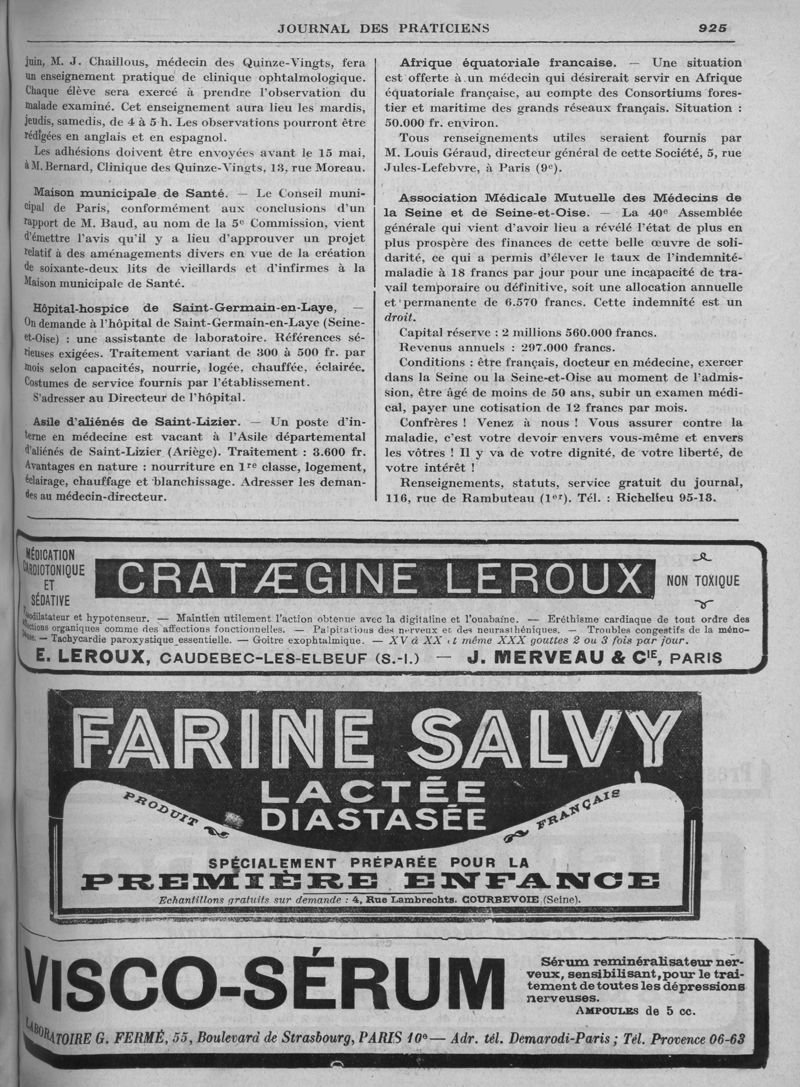 JOURNAL DES PRATICIENS 925
juin, M. J. Chaillous, médecin des Quinze-Vingts, fera
un enseignement pratique de clinique ophtalmologique.
Chaque élève sera exercé à prendre l'observation du
malade examiné. Cet enseignement aura lieu les mardis,
jeudis, samedis, de 4 à 5 h. Les observations pourront être
rédigées en anglais et en espagnol.
Les adhésions doivent être envoyées avant le 15 mai,
à M. Bernard, Clinique des Quinze-Vingts, 13, rue Moreau.
Maison municipale de Santé. — Le Conseil muni-
cipal de Paris, conformément aux conclusions d'un
rapport de M. Baud, au nom de la 5e Commission, vient
d'émettre l'avis qu'il y a lieu d'approuver un projet
relatif à des aménagements divers en vue de la création
de soixante-deux lits de vieillards et d'infirmes à la
Maison municipale de Santé.
Hôpital-hospice de Saint-Germain-en-Laye, —
On demande à l'hôpital de Saint-Germain-en-Laye (Seine-
et-Oise) : une assistante de laboratoire. Références sé-
rieuses exigées. Traitement variant de 300 à 500 fr. par
mois selon capacités, nourrie, logée, chauffée, éclairée.
Costumes de service fournis par l'établissement.
S'adresser au Directeur de l'hôpital.
Asile d'aliénés de Saint-Lizier. — Un poste d'in-
terne en médecine est vacant à l'Asile départemental
d'aliénés de Saint-Lizier (Ariège). Traitement : 3.600 fr.
Avantages en nature : nourriture en 1re classe, logement,
éclairage, chauffage et blanchissage. Adresser les deman-
des au médecin-directeur.
Afrique équatoriale francaise. — Une situation
est offerte à un médecin qui désirerait servir en Afrique
équatoriale française, au compte des Consortiums fores-
tier et maritime des grands réseaux français. Situation :
50.000 fr. environ.
Tous renseignements utiles seraient fournis par
M. Louis Géraud, directeur général de cette Société, 5, rue
Jules-Lefebvre, à Paris (9e).
Association Médicale Mutuelle des Médecins de
la Seine et de Seine-et-Oise. — La 40e Assemblée
générale qui vient d'avoir lieu a révélé l'état de plus en
plus prospère des finances de cette belle œuvre de soli-
darité, ce qui a permis d'élever le taux de l'indemnité-
maladie à 18 francs par jour pour une incapacité de tra-
vail temporaire ou définitive, soit une allocation annuelle
et permanente de 6.570 francs. Cette indemnité est un
droit.
Capital réserve : 2 millions 560.000 francs.
Revenus annuels : 297.000 francs.
Conditions : être français, docteur en médecine, exercer
dans la Seine ou la Seine-et-Oise au moment de l'admis-
sion, être âgé de moins de 50 ans, subir un examen médi-
cal, payer une cotisation de 12 francs par mois.
Confrères ! Venez à nous ! Vous assurer contre la
maladie, c'est votre devoir envers vous-même et envers
les vôtres ! Il y va de votre dignité, de votre liberté, de
votre intérêt !
Renseignements, statuts, service gratuit du journal,
116, rue de Rambuteau (1er). Tél. : Richelieu 95-18.
MÉDICATION
CARDIOTONIQUE
ET
SÉDATIVE
CRATÆGINE LEROUX
NON TOXIQUE
Vasodilatateur et hypotenseur. — Maintien utilement l'action obtenue avec la digitaline et l'ouabaïne. — Eréthisme cardiaque de tout ordre des
affections organiques comme des affections fonctionnelles. — Palpitations des nerveux et des neurasthéniques. — Troubles congestifs de la méno-
pause. — Tachycardie paroxystique essentielle. — Goitre exophtalmique. — XV à XX et même XXX gouttes 2 ou 3 fois par jour.
E. LEROUX, CAUDEBEC-LES-ELBEUF (S.-I.) — J. MERVEAU & CIE, PARIS
FARINE SALVY
LACTÉE
DIASTASÉE
PRODUIT FRANÇAIS
SPÉCIALEMENT PRÉPARÉE POUR LA
PREMIÈRE ENFANCE
Echantillons gratuits sur demande : 4, Rue Lambrechts. COURBEVOIE (Seine).
VISCO-SÉRUM
Sérum reminéralisateur ner-
veux, sensibilisant, pour le trai-
tement de toutes les dépressions
nerveuses.
AMPOULES de 5 cc.
LABORATOIRE G. FERMÉ, 55, Boulevard de Strasbourg, PARIS 10e — Adr. tél. Demarodi-Paris ; Tél. Provence 06-63